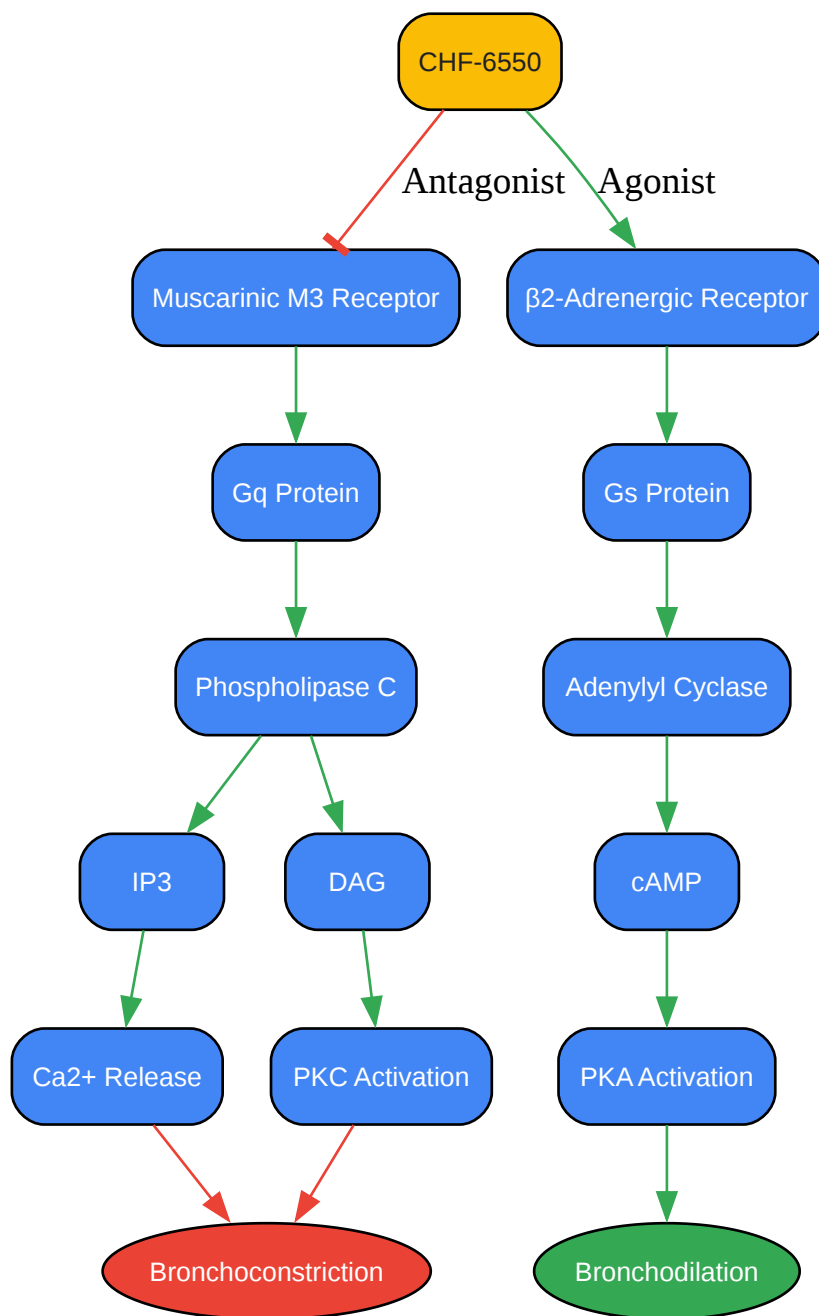 CHF-6550
Antagonist
Agonist
Muscarinic M3 Receptor
β2-Adrenergic Receptor
Gq Protein
Gs Protein
Phospholipase C
Adenylyl Cyclase
IP3
DAG
cAMP
Ca2+ Release
PKC Activation
PKA Activation
Bronchoconstriction
Bronchodilation